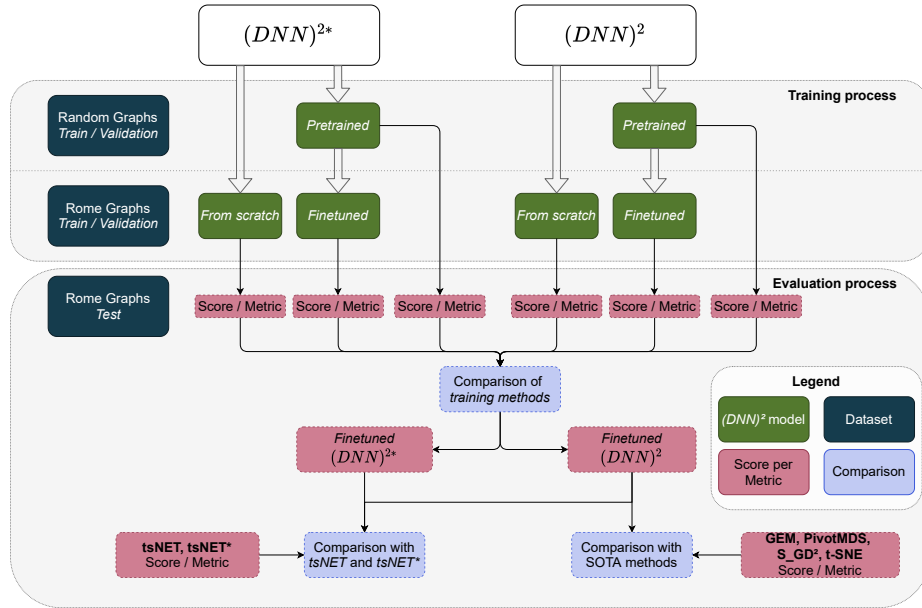 (DNN)²*
(DNN)²
Training process
Random Graphs
Train / Validation
Pretrained
Pretrained
Rome Graphs
Train / Validation
From scratch
Finetuned
From scratch
Finetuned
Evaluation process
Rome Graphs
Test
Score / Metric
Score / Metric
Score / Metric
Score / Metric
Score / Metric
Score / Metric
Comparison of
training methods
Legend
(DNN)² model
Dataset
Score per
Metric
Comparison
Finetuned
(DNN)²*
Finetuned
(DNN)²
tsNET, tsNET*
Score / Metric
Comparison with
tsNET and tsNET*
Comparison with
SOTA methods
GEM, PivotMDS,
S_GD², t-SNE
Score / Metric